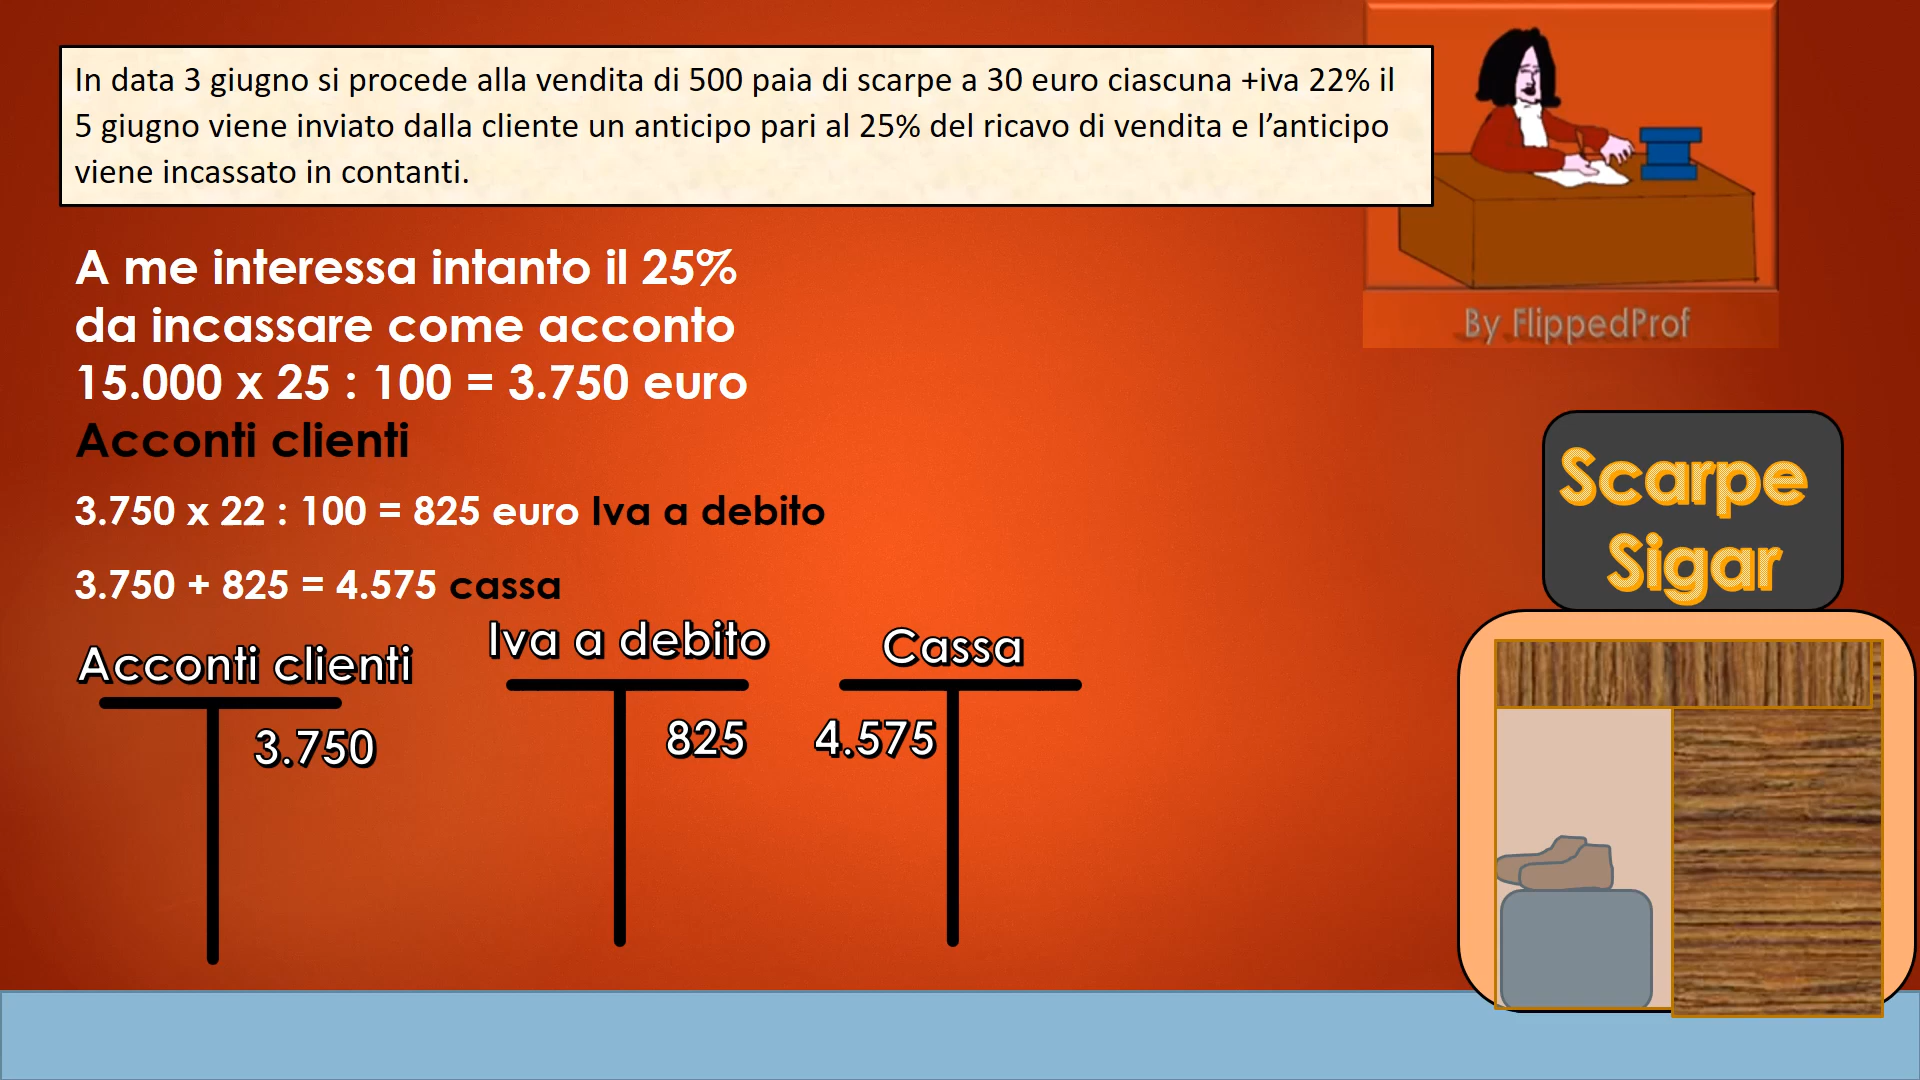 In data 3 giugno si procede alla vendita di 500 paia di scarpe a 30 euro ciascuna +iva 22% il
5 giugno viene inviato dalla cliente un anticipo pari al 25% del ricavo di vendita e l’anticipo
viene incassato in contanti.
By FlippedProf
A me interessa intanto il 25%
da incassare come acconto
15.000 x 25 : 100 = 3.750 euro
Acconti clienti
3.750 x 22 : 100 = 825 euro Iva a debito
3.750 + 825 = 4.575 cassa
Scarpe
Sigar
Acconti clienti
3.750
Iva a debito
825
Cassa
4.575